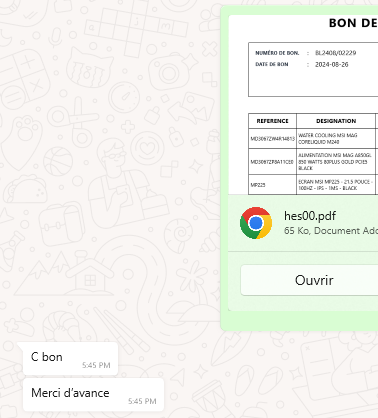 BON DE
NUMÉRO DE BON. : BL2408/02229
DATE DE BON : 2024-08-26
REFERENCE DESIGNATION
MD3067ZW4R14813 WATER COOLING MSI MAG
CORELIQUID M240
MD3067ZP3A11CE0 ALIMENTATION MSI MAG A850GL
850 WATTS 80PLUS GOLD PCIE5
BLACK
MP225 ECRAN MSI MP225 - 21.5 POUCE -
100HZ - IPS - 1MS - BLACK
hes00.pdf
65 Ko, Document Ado
Ouvrir
C bon
5:45 PM
Merci d'avance
5:45 PM